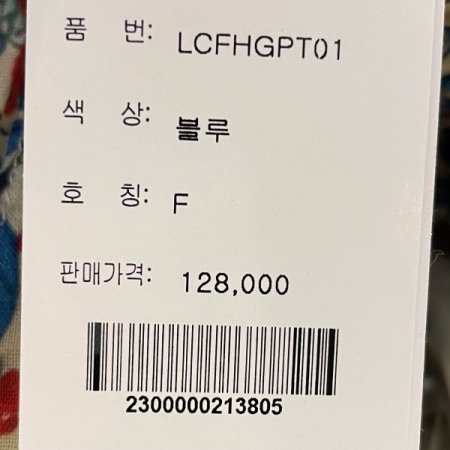 품 번: LCFHGPT01
색 상: 블루
호 칭: F
판매가격: 128,000
2300000213805